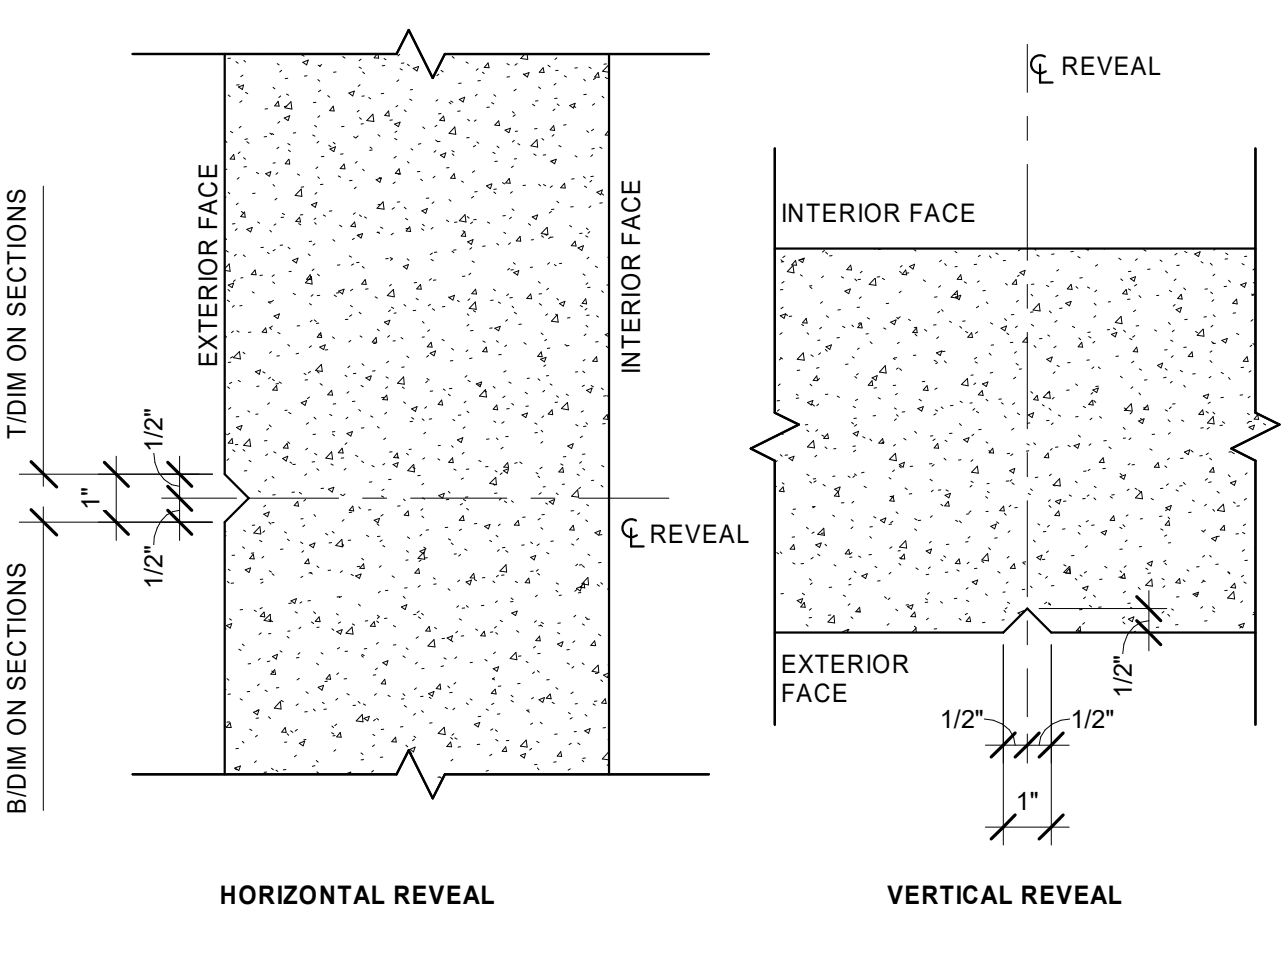 ℄ REVEAL
INTERIOR FACE
EXTERIOR FACE
INTERIOR FACE
T/DIM ON SECTIONS
1/2"
1"
1/2"
℄ REVEAL
B/DIM ON SECTIONS
EXTERIOR
FACE
1/2"
1/2"
1/2"
1"
HORIZONTAL REVEAL
VERTICAL REVEAL